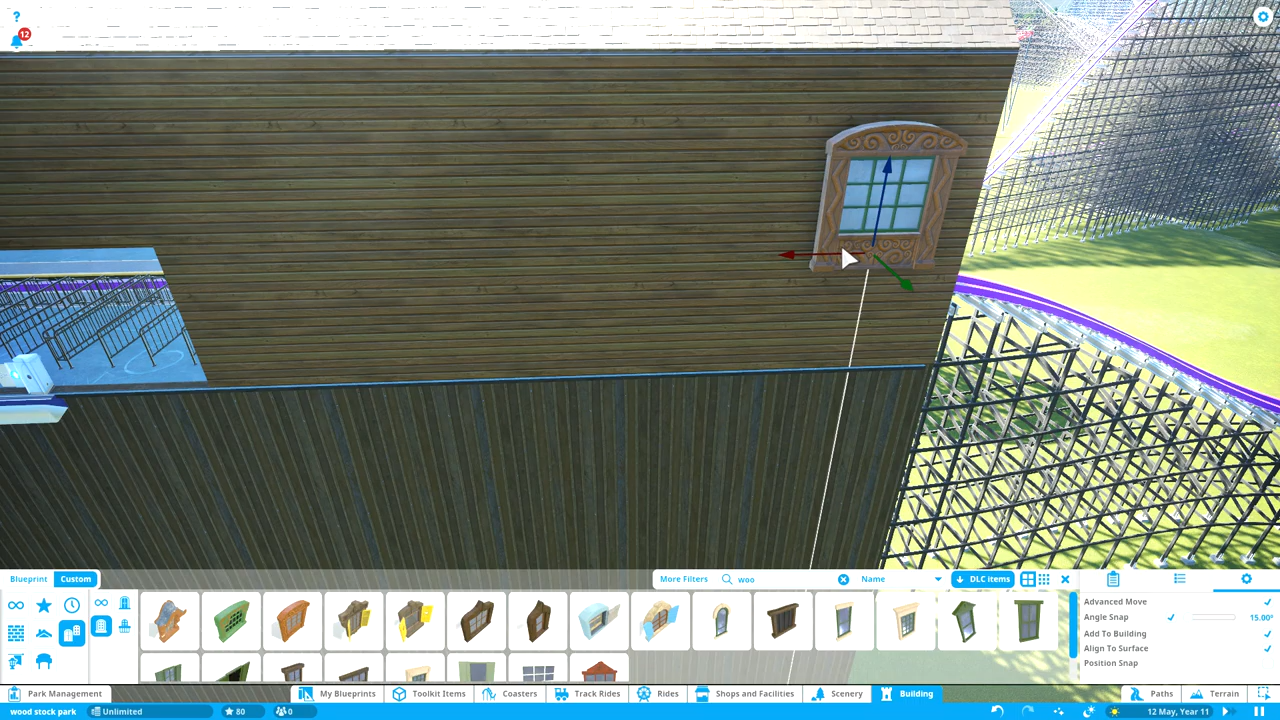 ?
12
Blueprint
Custom
More Filters
woo
Name
DLC items
Advanced Move
Angle Snap
15.00°
Add To Building
Align To Surface
Position Snap
Park Management
My Blueprints
Toolkit Items
Coasters
Track Rides
Rides
Shops and Facilities
Scenery
Building
Paths
Terrain
wood stock park
Unlimited
80
0
12 May, Year 11